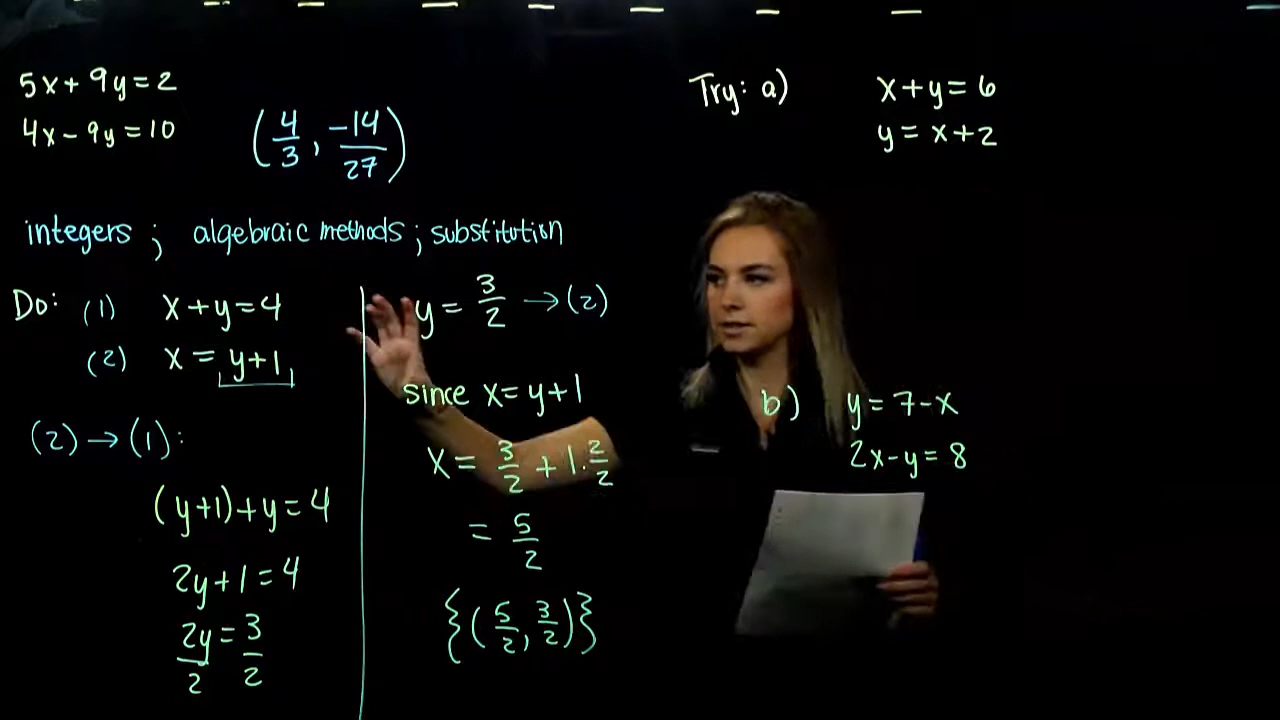 5x + 9y = 2
4x - 9y = 10
(4/3, -14/27)
integers ; algebraic methods ; substitution
Do: (1) x + y = 4
(2) x = y+1
(2) → (1):
(y+1) + y = 4
2y + 1 = 4
2y/2 = 3/2
y = 3/2 → (2)
since x = y+1
x = 3/2 + 1 · 2/2
= 5/2
{(5/2, 3/2)}
Try: a) x + y = 6
y = x + 2
b) y = 7 - x
2x - y = 8